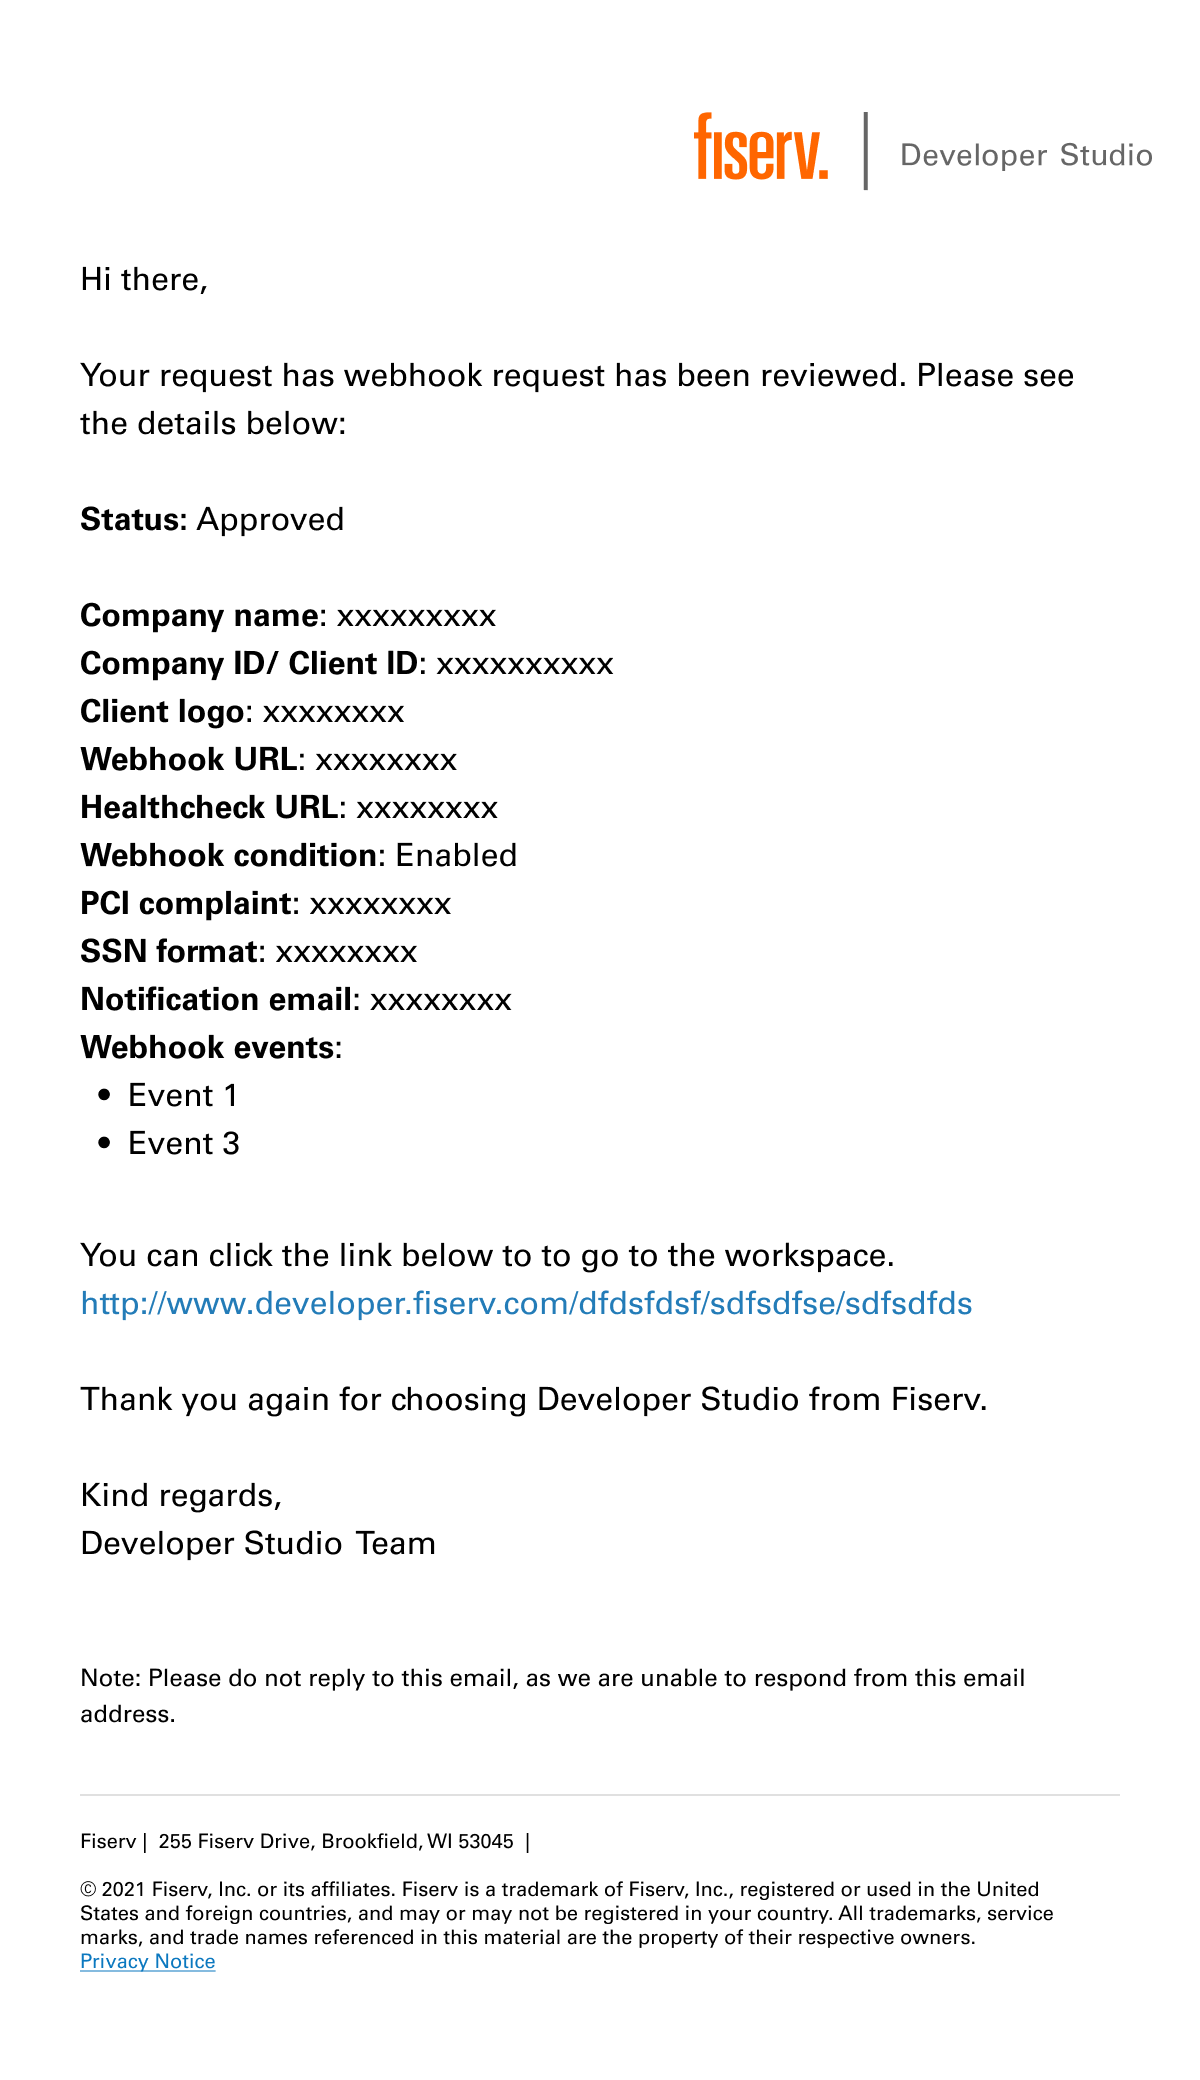 fiserv. | Developer Studio
Hi there,
Your request has webhook request has been reviewed. Please see
the details below:
Status: Approved
Company name: xxxxxxxxx
Company ID/ Client ID: xxxxxxxxxx
Client logo: xxxxxxxx
Webhook URL: xxxxxxxx
Healthcheck URL: xxxxxxxx
Webhook condition: Enabled
PCI complaint: xxxxxxxx
SSN format: xxxxxxxx
Notification email: xxxxxxxx
Webhook events:
• Event 1
• Event 3
You can click the link below to to go to the workspace.
http://www.developer.fiserv.com/dfdsfdsf/sdfsdfse/sdfsdfds
Thank you again for choosing Developer Studio from Fiserv.
Kind regards,
Developer Studio Team
Note: Please do not reply to this email, as we are unable to respond from this email
address.
Fiserv | 255 Fiserv Drive, Brookfield, WI 53045 |
© 2021 Fiserv, Inc. or its affiliates. Fiserv is a trademark of Fiserv, Inc., registered or used in the United
States and foreign countries, and may or may not be registered in your country. All trademarks, service
marks, and trade names referenced in this material are the property of their respective owners.
Privacy Notice